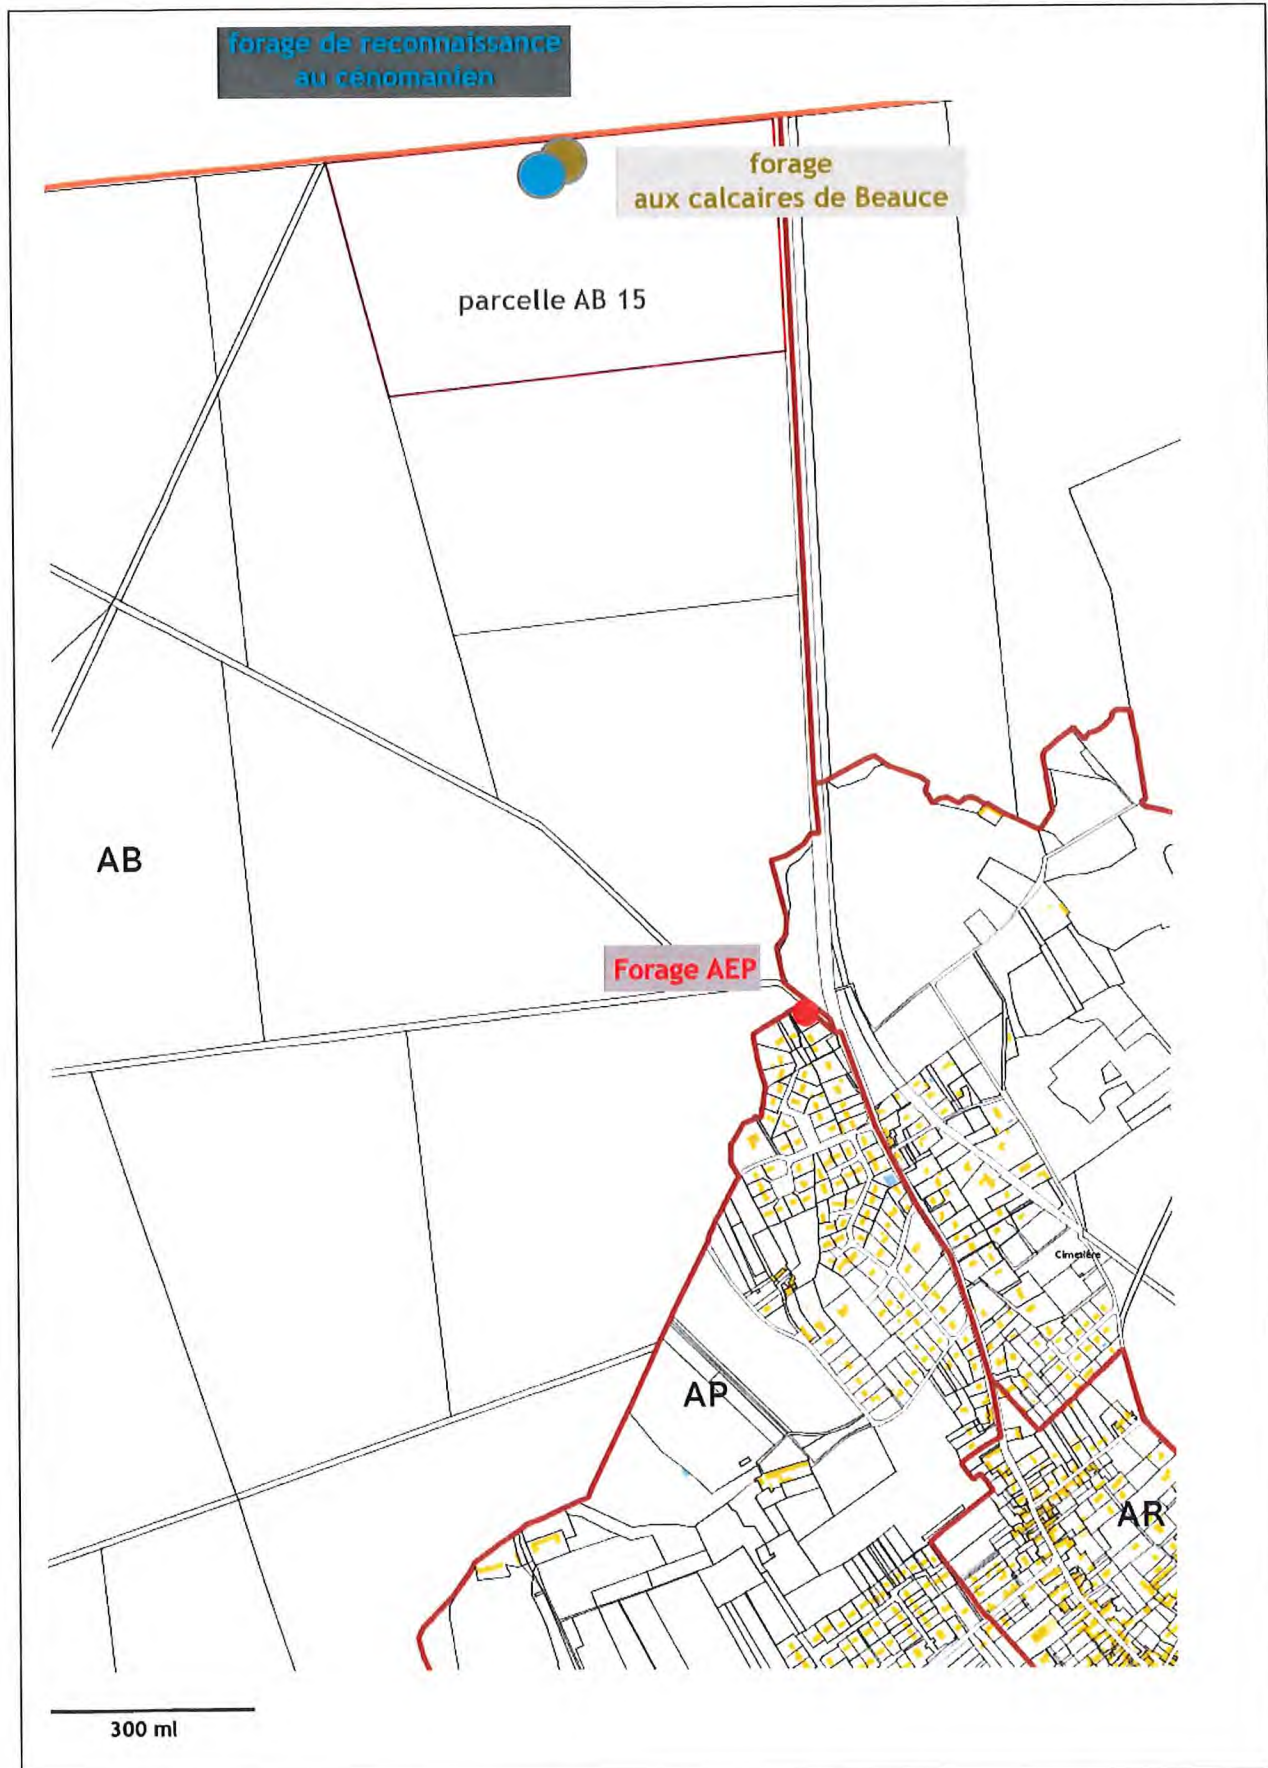 forage de reconnaissance
au cénomanien
forage
aux calcaires de Beauce
parcelle AB 15
AB
Forage AEP
Cimetière
AP
AR
300 ml